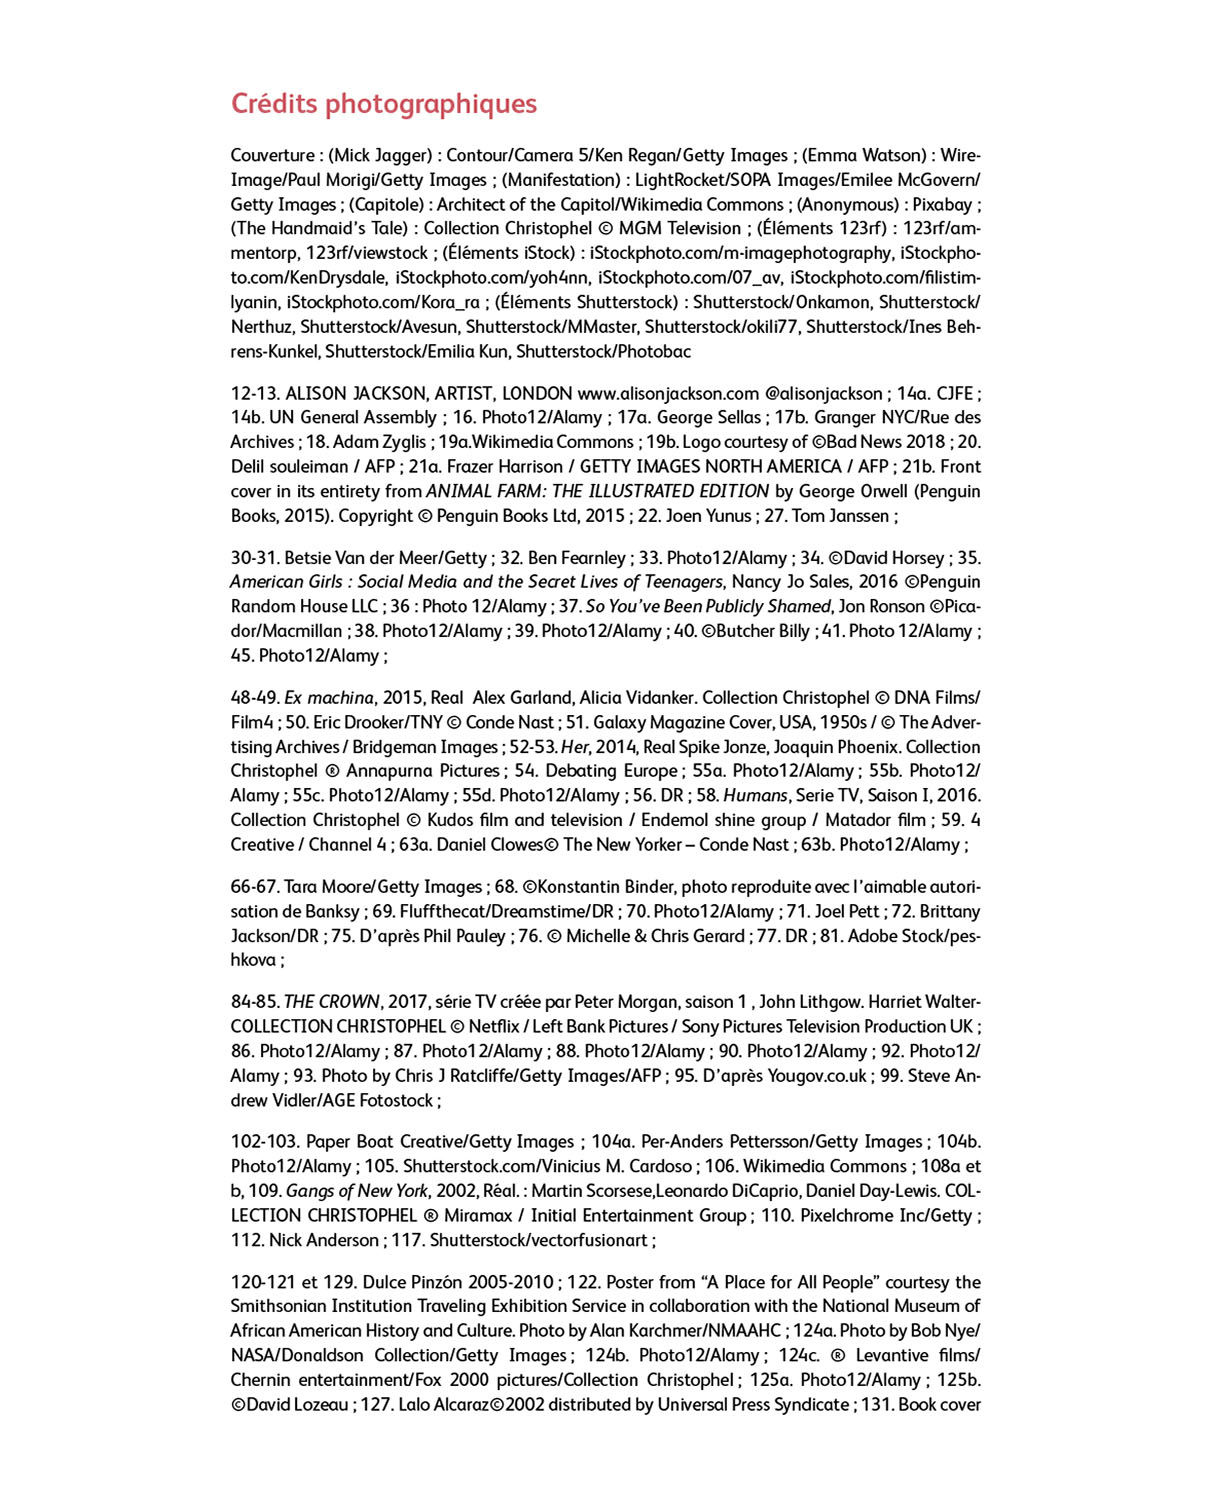 Crédits photographiques
Couverture : (Mick Jagger) : Contour/Camera 5/Ken Regan/Getty Images ; (Emma Watson) : Wire-
Image/Paul Morigi/Getty Images ; (Manifestation) : LightRocket/SOPA Images/Emilee McGovern/
Getty Images ; (Capitole) : Architect of the Capitol/Wikimedia Commons ; (Anonymous) : Pixabay ;
(The Handmaid's Tale) : Collection Christophel © MGM Television ; (Éléments 123rf) : 123rf/am-
mentorp, 123rf/viewstock ; (Éléments iStock) : iStockphoto.com/m-imagephotography, iStockpho-
to.com/KenDrysdale, iStockphoto.com/yoh4nn, iStockphoto.com/07_av, iStockphoto.com/filistim-
lyanin, iStockphoto.com/Kora_ra ; (Éléments Shutterstock) : Shutterstock/Onkamon, Shutterstock/
Nerthuz, Shutterstock/Avesun, Shutterstock/MMaster, Shutterstock/okili77, Shutterstock/Ines Beh-
rens-Kunkel, Shutterstock/Emilia Kun, Shutterstock/Photobac
12-13. ALISON JACKSON, ARTIST, LONDON www.alisonjackson.com @alisonjackson ; 14a. CJFE ;
14b. UN General Assembly ; 16. Photo12/Alamy ; 17a. George Sellas ; 17b. Granger NYC/Rue des
Archives ; 18. Adam Zyglis ; 19a.Wikimedia Commons ; 19b. Logo courtesy of ©Bad News 2018 ; 20.
Delil souleiman / AFP ; 21a. Frazer Harrison / GETTY IMAGES NORTH AMERICA / AFP ; 21b. Front
cover in its entirety from ANIMAL FARM: THE ILLUSTRATED EDITION by George Orwell (Penguin
Books, 2015). Copyright © Penguin Books Ltd, 2015 ; 22. Joen Yunus ; 27. Tom Janssen ;
30-31. Betsie Van der Meer/Getty ; 32. Ben Fearnley ; 33. Photo12/Alamy ; 34. ©David Horsey ; 35.
American Girls : Social Media and the Secret Lives of Teenagers, Nancy Jo Sales, 2016 ©Penguin
Random House LLC ; 36 : Photo 12/Alamy ; 37. So You've Been Publicly Shamed, Jon Ronson ©Pica-
dor/Macmillan ; 38. Photo12/Alamy ; 39. Photo12/Alamy ; 40. ©Butcher Billy ; 41. Photo 12/Alamy ;
45. Photo12/Alamy ;
48-49. Ex machina, 2015, Real  Alex Garland, Alicia Vidanker. Collection Christophel © DNA Films/
Film4 ; 50. Eric Drooker/TNY © Conde Nast ; 51. Galaxy Magazine Cover, USA, 1950s / © The Adver-
tising Archives / Bridgeman Images ; 52-53. Her, 2014, Real Spike Jonze, Joaquin Phoenix. Collection
Christophel ® Annapurna Pictures ; 54. Debating Europe ; 55a. Photo12/Alamy ; 55b. Photo12/
Alamy ; 55c. Photo12/Alamy ; 55d. Photo12/Alamy ; 56. DR ; 58. Humans, Serie TV, Saison I, 2016.
Collection Christophel © Kudos film and television / Endemol shine group / Matador film ; 59. 4
Creative / Channel 4 ; 63a. Daniel Clowes© The New Yorker – Conde Nast ; 63b. Photo12/Alamy ;
66-67. Tara Moore/Getty Images ; 68. ©Konstantin Binder, photo reproduite avec l'aimable autori-
sation de Banksy ; 69. Fluffthecat/Dreamstime/DR ; 70. Photo12/Alamy ; 71. Joel Pett ; 72. Brittany
Jackson/DR ; 75. D'après Phil Pauley ; 76. © Michelle & Chris Gerard ; 77. DR ; 81. Adobe Stock/pes-
hkova ;
84-85. THE CROWN, 2017, série TV créée par Peter Morgan, saison 1 , John Lithgow. Harriet Walter-
COLLECTION CHRISTOPHEL © Netflix / Left Bank Pictures / Sony Pictures Television Production UK ;
86. Photo12/Alamy ; 87. Photo12/Alamy ; 88. Photo12/Alamy ; 90. Photo12/Alamy ; 92. Photo12/
Alamy ; 93. Photo by Chris J Ratcliffe/Getty Images/AFP ; 95. D'après Yougov.co.uk ; 99. Steve An-
drew Vidler/AGE Fotostock ;
102-103. Paper Boat Creative/Getty Images ; 104a. Per-Anders Pettersson/Getty Images ; 104b.
Photo12/Alamy ; 105. Shutterstock.com/Vinicius M. Cardoso ; 106. Wikimedia Commons ; 108a et
b, 109. Gangs of New York, 2002, Réal. : Martin Scorsese,Leonardo DiCaprio, Daniel Day-Lewis. COL-
LECTION CHRISTOPHEL ® Miramax / Initial Entertainment Group ; 110. Pixelchrome Inc/Getty ;
112. Nick Anderson ; 117. Shutterstock/vectorfusionart ;
120-121 et 129. Dulce Pinzón 2005-2010 ; 122. Poster from “A Place for All People” courtesy the
Smithsonian Institution Traveling Exhibition Service in collaboration with the National Museum of
African American History and Culture. Photo by Alan Karchmer/NMAAHC ; 124a. Photo by Bob Nye/
NASA/Donaldson Collection/Getty Images ; 124b. Photo12/Alamy ; 124c. ® Levantive films/
Chernin entertainment/Fox 2000 pictures/Collection Christophel ; 125a. Photo12/Alamy ; 125b.
©David Lozeau ; 127. Lalo Alcaraz©2002 distributed by Universal Press Syndicate ; 131. Book cover